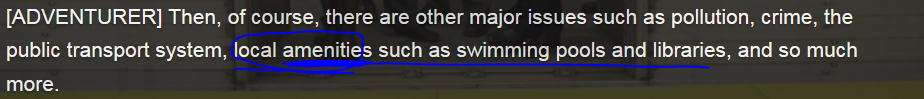 [ADVENTURER] Then, of course, there are other major issues such as pollution, crime, the
public transport system, local amenities such as swimming pools and libraries, and so much
more.